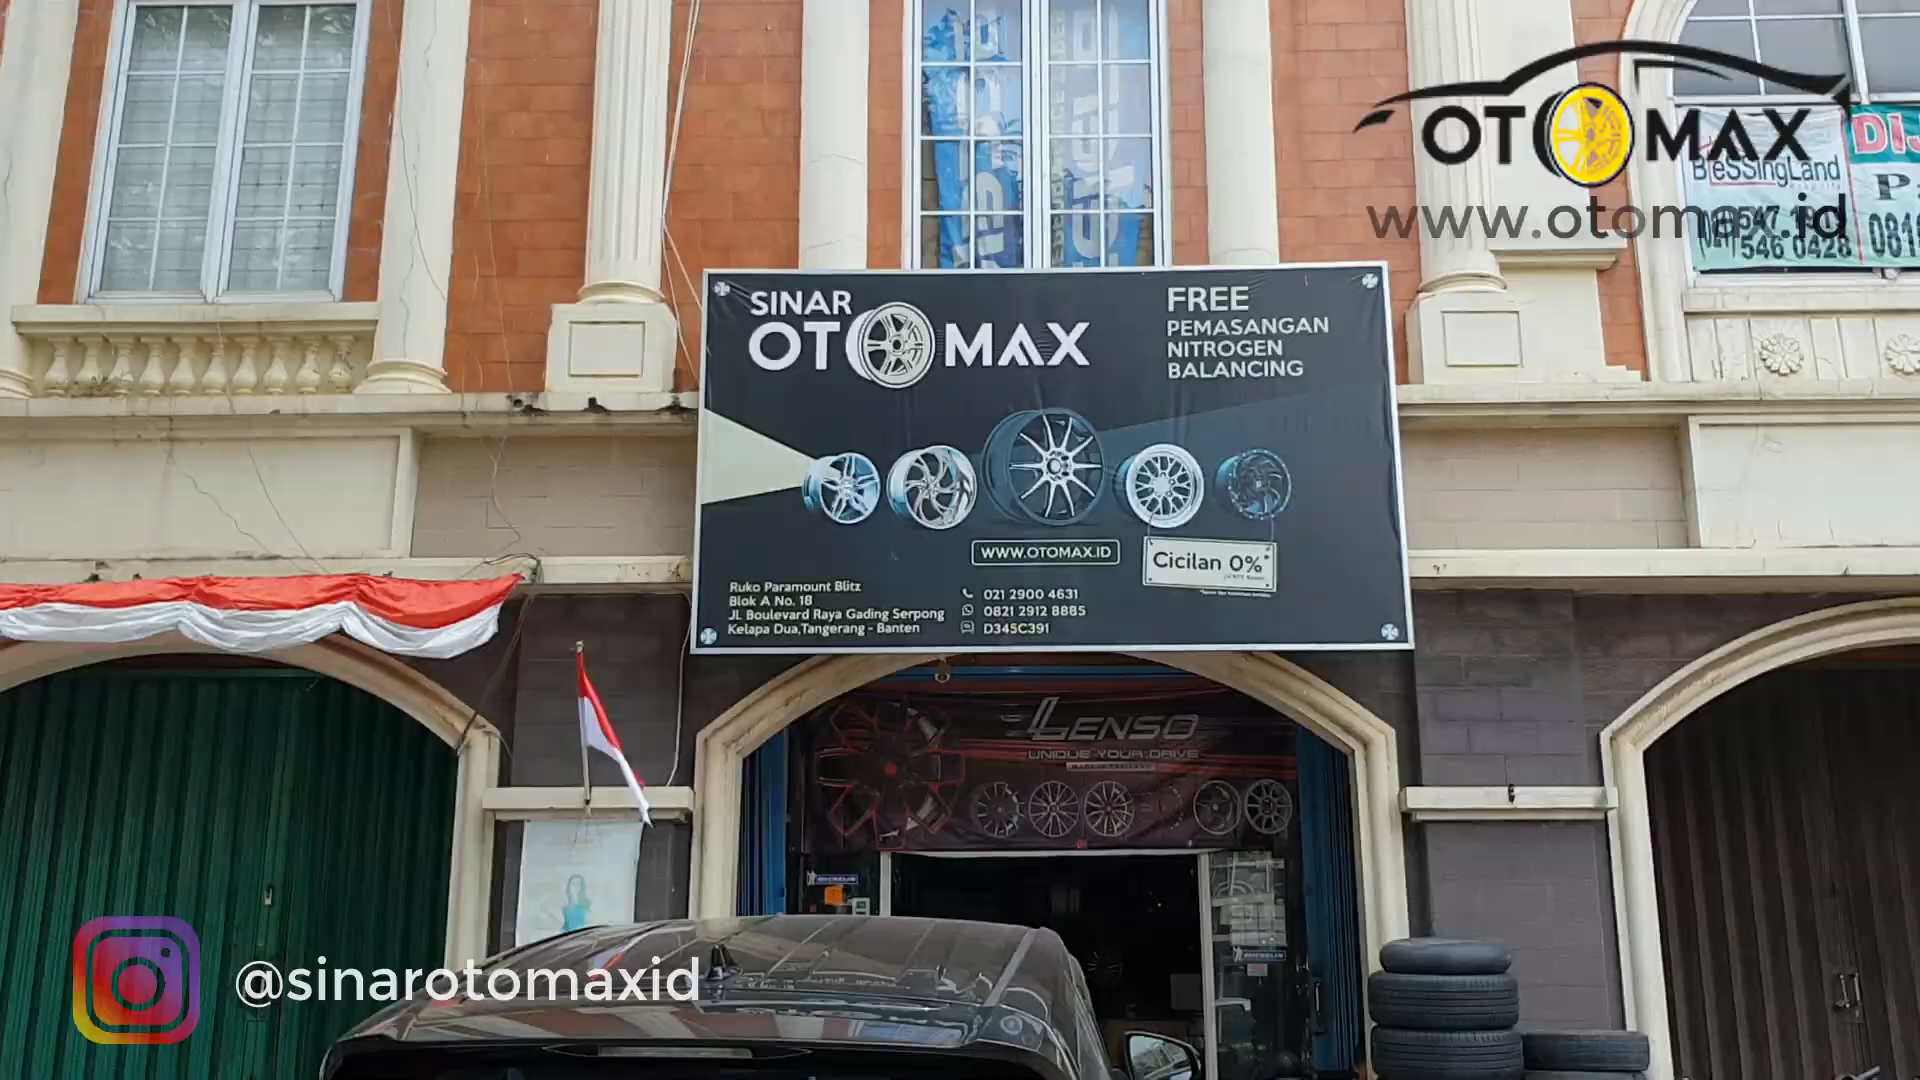 OTOMAX
www.otomax.id
BleSSIngLand
546 0428
SINAR
OTOMAX
FREE
PEMASANGAN
NITROGEN
BALANCING
WWW.OTOMAX.ID
Cicilan 0%*
Ruko Paramount Blitz
Blok A No. 18
Jl. Boulevard Raya Gading Serpong
Kelapa Dua,Tangerang - Banten
021 2900 4631
0821 2912 8885
D345C391
LENSO
UNIQUE YOUR DRIVE
MICHELIN
@sinarotomaxid